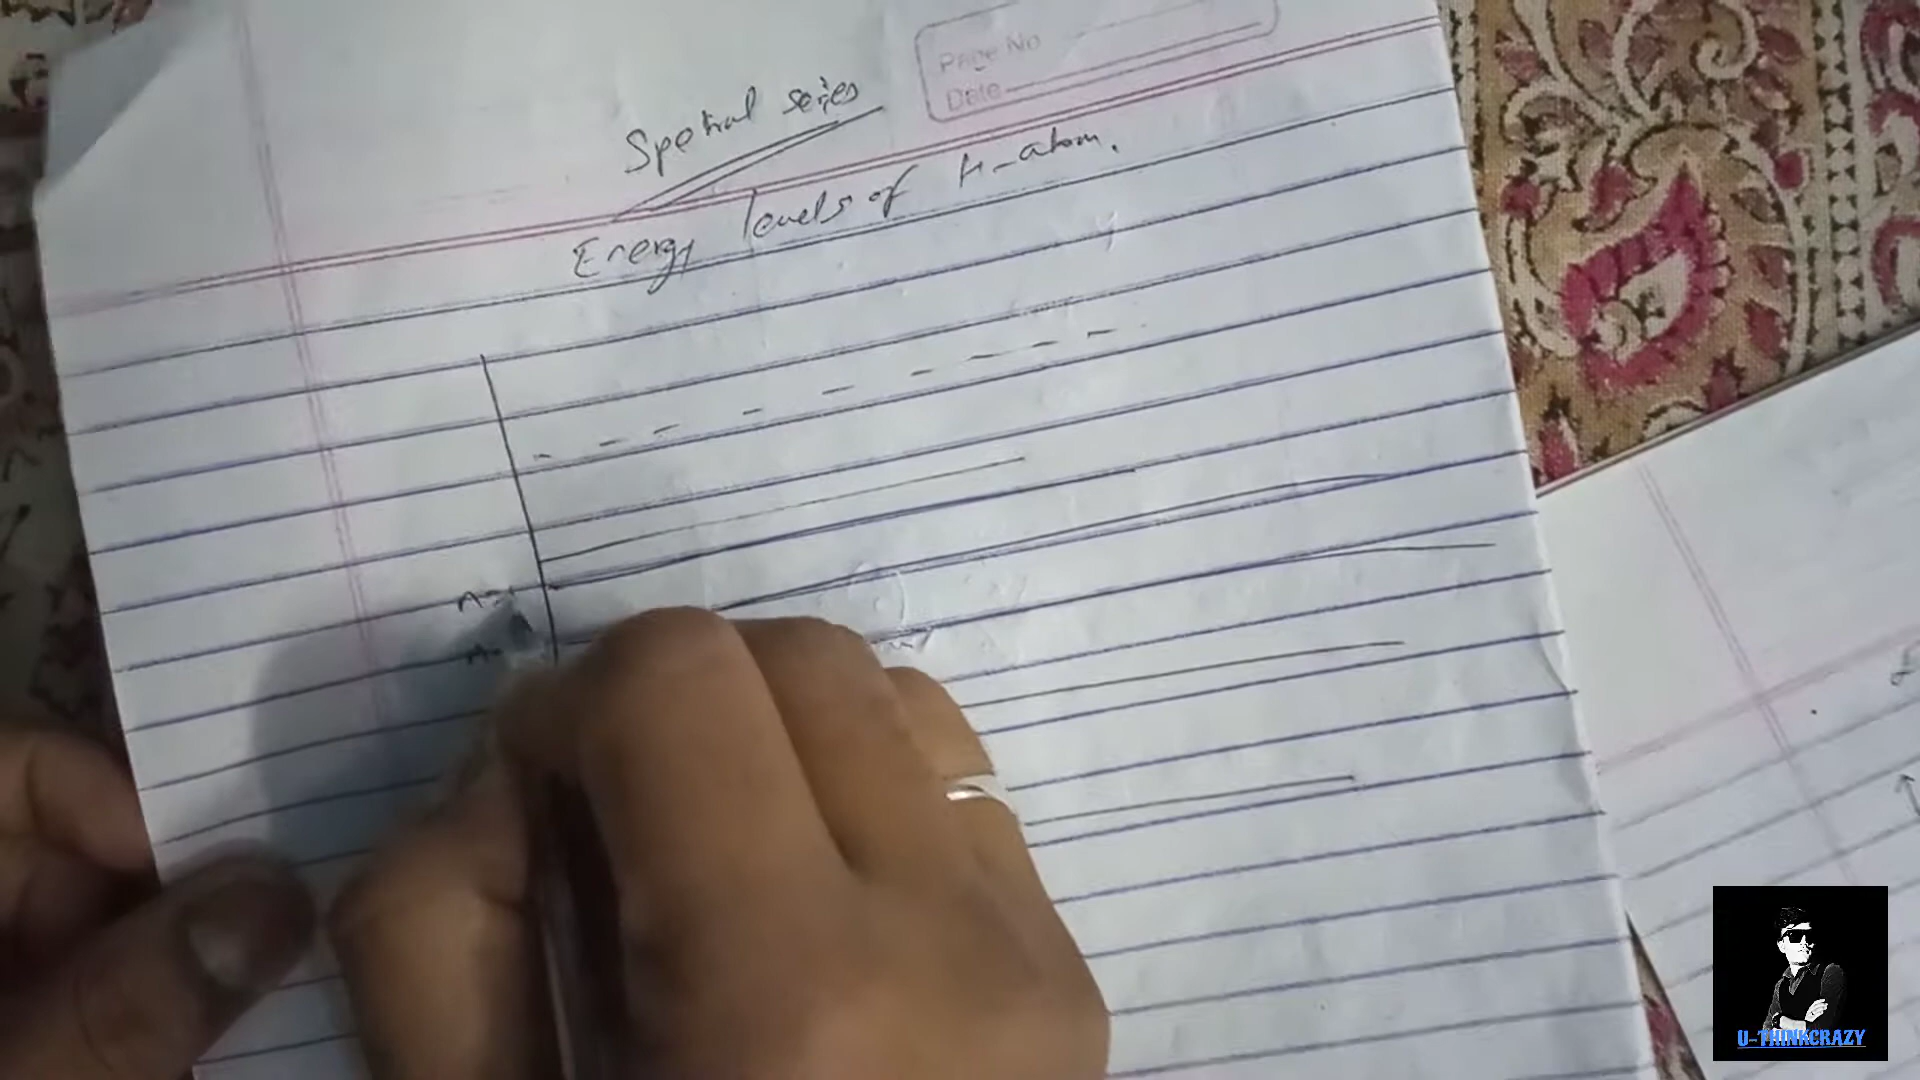 Page No
Date
Spectral series
Energy levels of H-atom.
U-THINKCRAZY